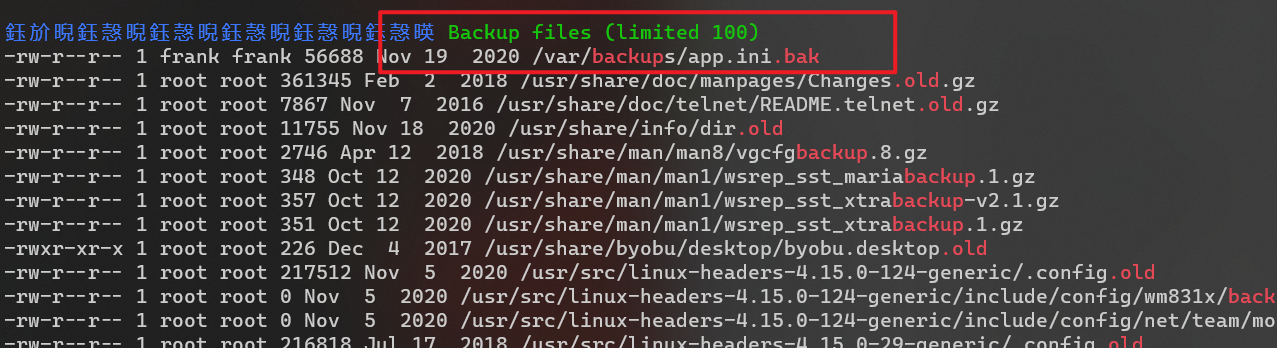 鈺斺晲鈺愨晲鈺愨晲鈺愨晲鈺愨晲鈺愨暎 Backup files (limited 100)
-rw-r--r-- 1 frank frank 56688 Nov 19  2020 /var/backups/app.ini.bak
-rw-r--r-- 1 root root 361345 Feb  2  2018 /usr/share/doc/manpages/Changes.old.gz
-rw-r--r-- 1 root root 7867 Nov  7  2016 /usr/share/doc/telnet/README.telnet.old.gz
-rw-r--r-- 1 root root 11755 Nov 18  2020 /usr/share/info/dir.old
-rw-r--r-- 1 root root 2746 Apr 12  2018 /usr/share/man/man8/vgcfgbackup.8.gz
-rw-r--r-- 1 root root 348 Oct 12  2020 /usr/share/man/man1/wsrep_sst_mariabackup.1.gz
-rw-r--r-- 1 root root 357 Oct 12  2020 /usr/share/man/man1/wsrep_sst_xtrabackup-v2.1.gz
-rw-r--r-- 1 root root 351 Oct 12  2020 /usr/share/man/man1/wsrep_sst_xtrabackup.1.gz
-rwxr-xr-x 1 root root 226 Dec  4  2017 /usr/share/byobu/desktop/byobu.desktop.old
-rw-r--r-- 1 root root 217512 Nov  5  2020 /usr/src/linux-headers-4.15.0-124-generic/.config.old
-rw-r--r-- 1 root root 0 Nov  5  2020 /usr/src/linux-headers-4.15.0-124-generic/include/config/wm831x/back
-rw-r--r-- 1 root root 0 Nov  5  2020 /usr/src/linux-headers-4.15.0-124-generic/include/config/net/team/mo
-rw-r--r-- 1 root root 216818 Jul 17  2018 /usr/src/linux-headers-4.15.0-29-generic/.config.old